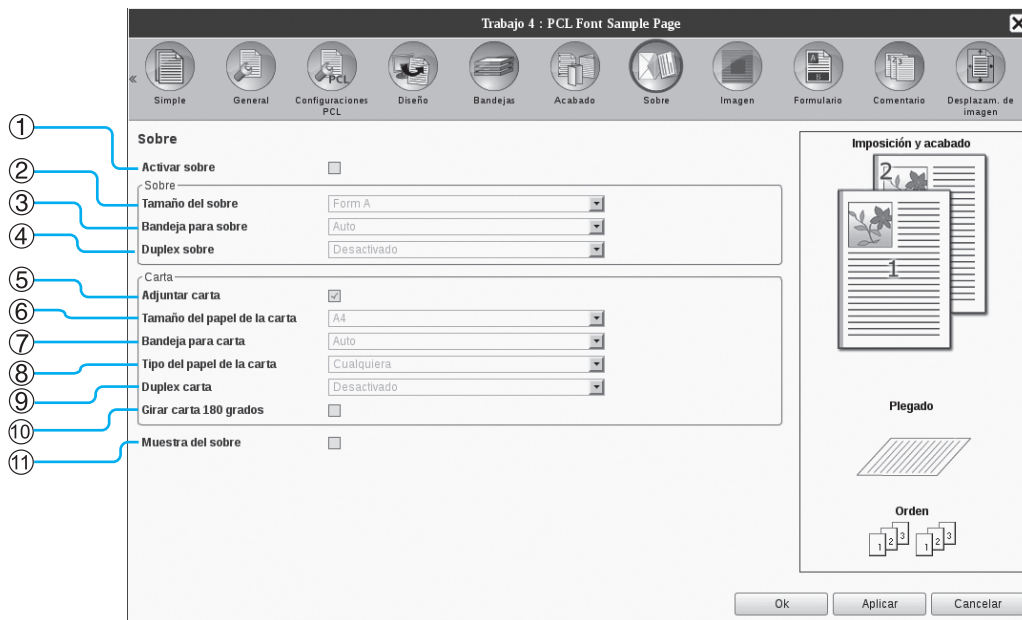 Trabajo 4 : PCL Font Sample Page
«
Simple
General
Configuraciones PCL
PCL
Diseño
Bandejas
Acabado
Sobre
Imagen
Formulario
Comentario
Desplazam. de imagen
Sobre
Imposición y acabado
① Activar sobre
Sobre
② Tamaño del sobre Form A
③ Bandeja para sobre Auto
④ Duplex sobre Desactivado
Carta
⑤ Adjuntar carta
⑥ Tamaño del papel de la carta A4
⑦ Bandeja para carta Auto
⑧ Tipo del papel de la carta Cualquiera
⑨ Duplex carta Desactivado
⑩ Girar carta 180 grados
⑪ Muestra del sobre
2
1
Plegado
Orden
1 2 3 1 2 3
Ok Aplicar Cancelar